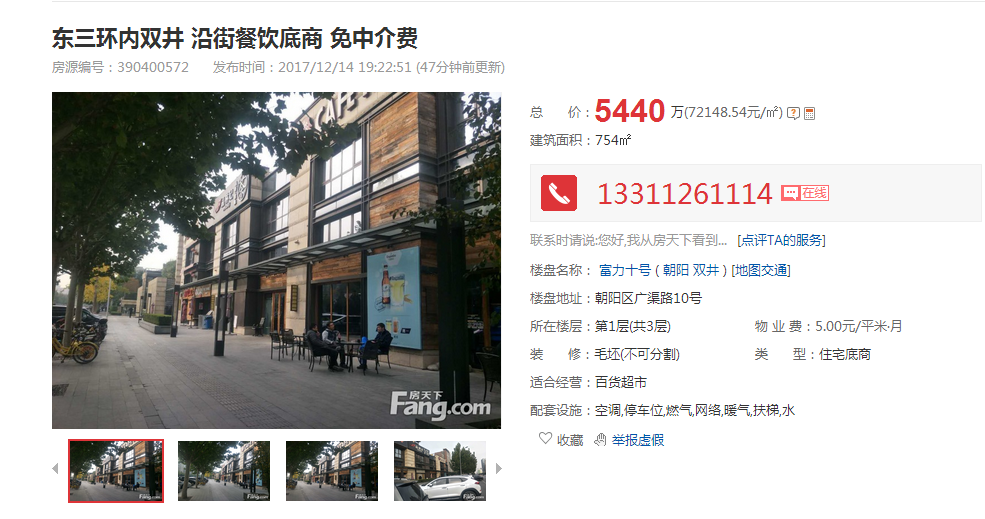 东三环内双井 沿街餐饮底商 免中介费
房源编号：390400572 发布时间：2017/12/14 19:22:51 (47分钟前更新)
总 价：5440 万(72148.54元/㎡)
建筑面积：754㎡
13311261114 在线
联系时请说:您好,我从房天下看到... [点评TA的服务]
楼盘名称： 富力十号 ( 朝阳 双井 ) [地图交通]
楼盘地址：朝阳区广渠路10号
所在楼层：第1层(共3层) 物 业 费：5.00元/平米·月
装 修：毛坯(不可分割) 类 型：住宅底商
适合经营：百货超市
配套设施：空调,停车位,燃气,网络,暖气,扶梯,水
收藏 举报虚假
CAFE
房天下
Fang.com